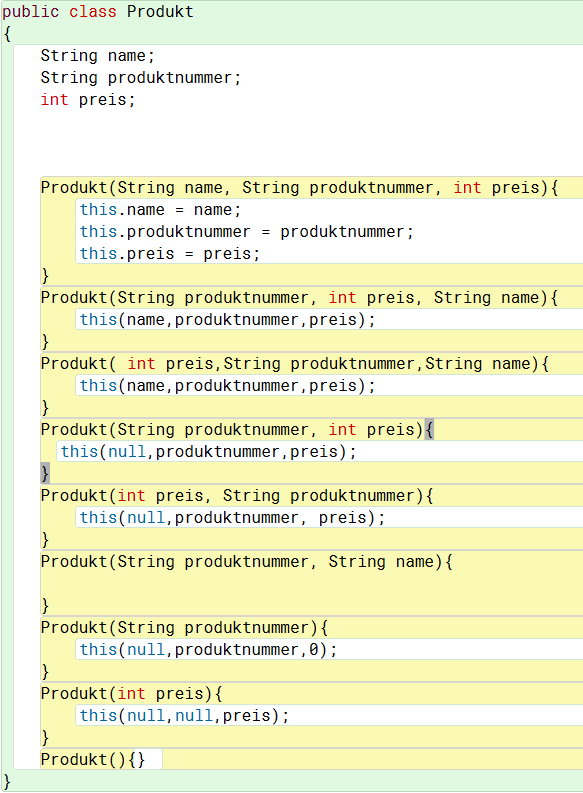 public class Produkt
{
    String name;
    String produktnummer;
    int preis;
    Produkt(String name, String produktnummer, int preis){
        this.name = name;
        this.produktnummer = produktnummer;
        this.preis = preis;
    }
    Produkt(String produktnummer, int preis, String name){
        this(name,produktnummer,preis);
    }
    Produkt( int preis,String produktnummer,String name){
        this(name,produktnummer,preis);
    }
    Produkt(String produktnummer, int preis){
      this(null,produktnummer,preis);
    }
    Produkt(int preis, String produktnummer){
        this(null,produktnummer, preis);
    }
    Produkt(String produktnummer, String name){
    }
    Produkt(String produktnummer){
        this(null,produktnummer,0);
    }
    Produkt(int preis){
        this(null,null,preis);
    }
    Produkt(){}
}